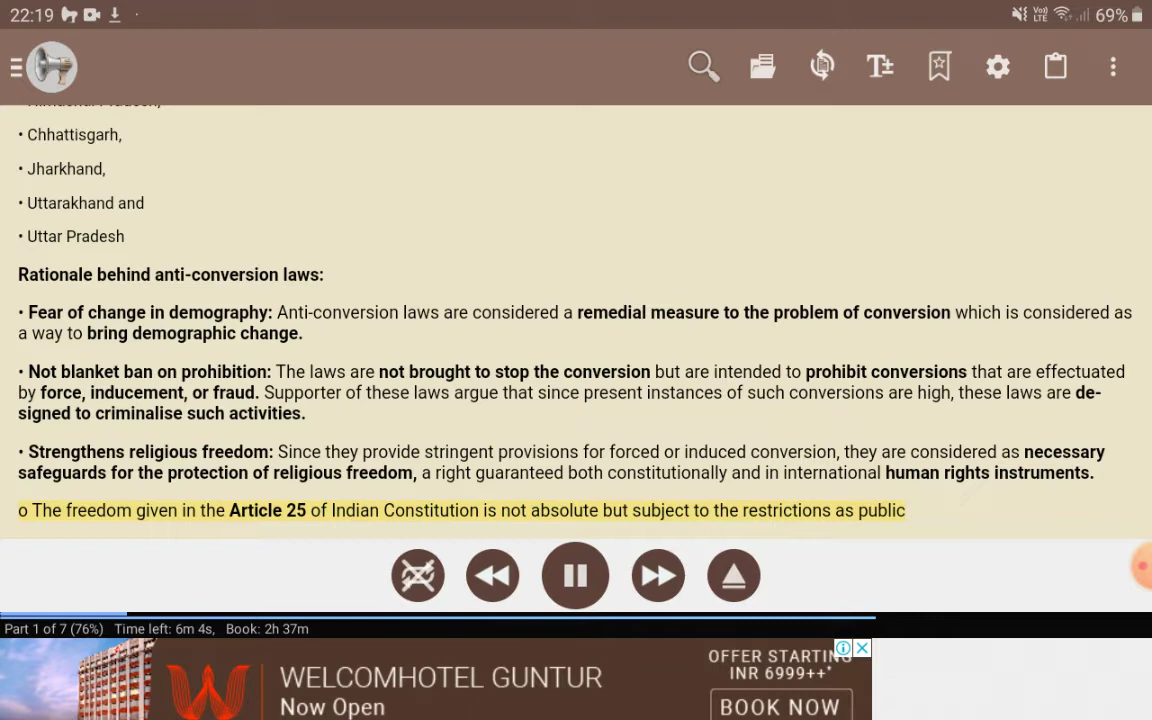 22:19
Vo)) LTE 69%
T±
• Chhattisgarh,
• Jharkhand,
• Uttarakhand and
• Uttar Pradesh
Rationale behind anti-conversion laws:
• Fear of change in demography: Anti-conversion laws are considered a remedial measure to the problem of conversion which is considered as
a way to bring demographic change.
• Not blanket ban on prohibition: The laws are not brought to stop the conversion but are intended to prohibit conversions that are effectuated
by force, inducement, or fraud. Supporter of these laws argue that since present instances of such conversions are high, these laws are de-
signed to criminalise such activities.
• Strengthens religious freedom: Since they provide stringent provisions for forced or induced conversion, they are considered as necessary
safeguards for the protection of religious freedom, a right guaranteed both constitutionally and in international human rights instruments.
o The freedom given in the Article 25 of Indian Constitution is not absolute but subject to the restrictions as public
Part 1 of 7 (76%) Time left: 6m 4s, Book: 2h 37m
WELCOMHOTEL GUNTUR
Now Open
OFFER STARTING
INR 6999++*
BOOK NOW